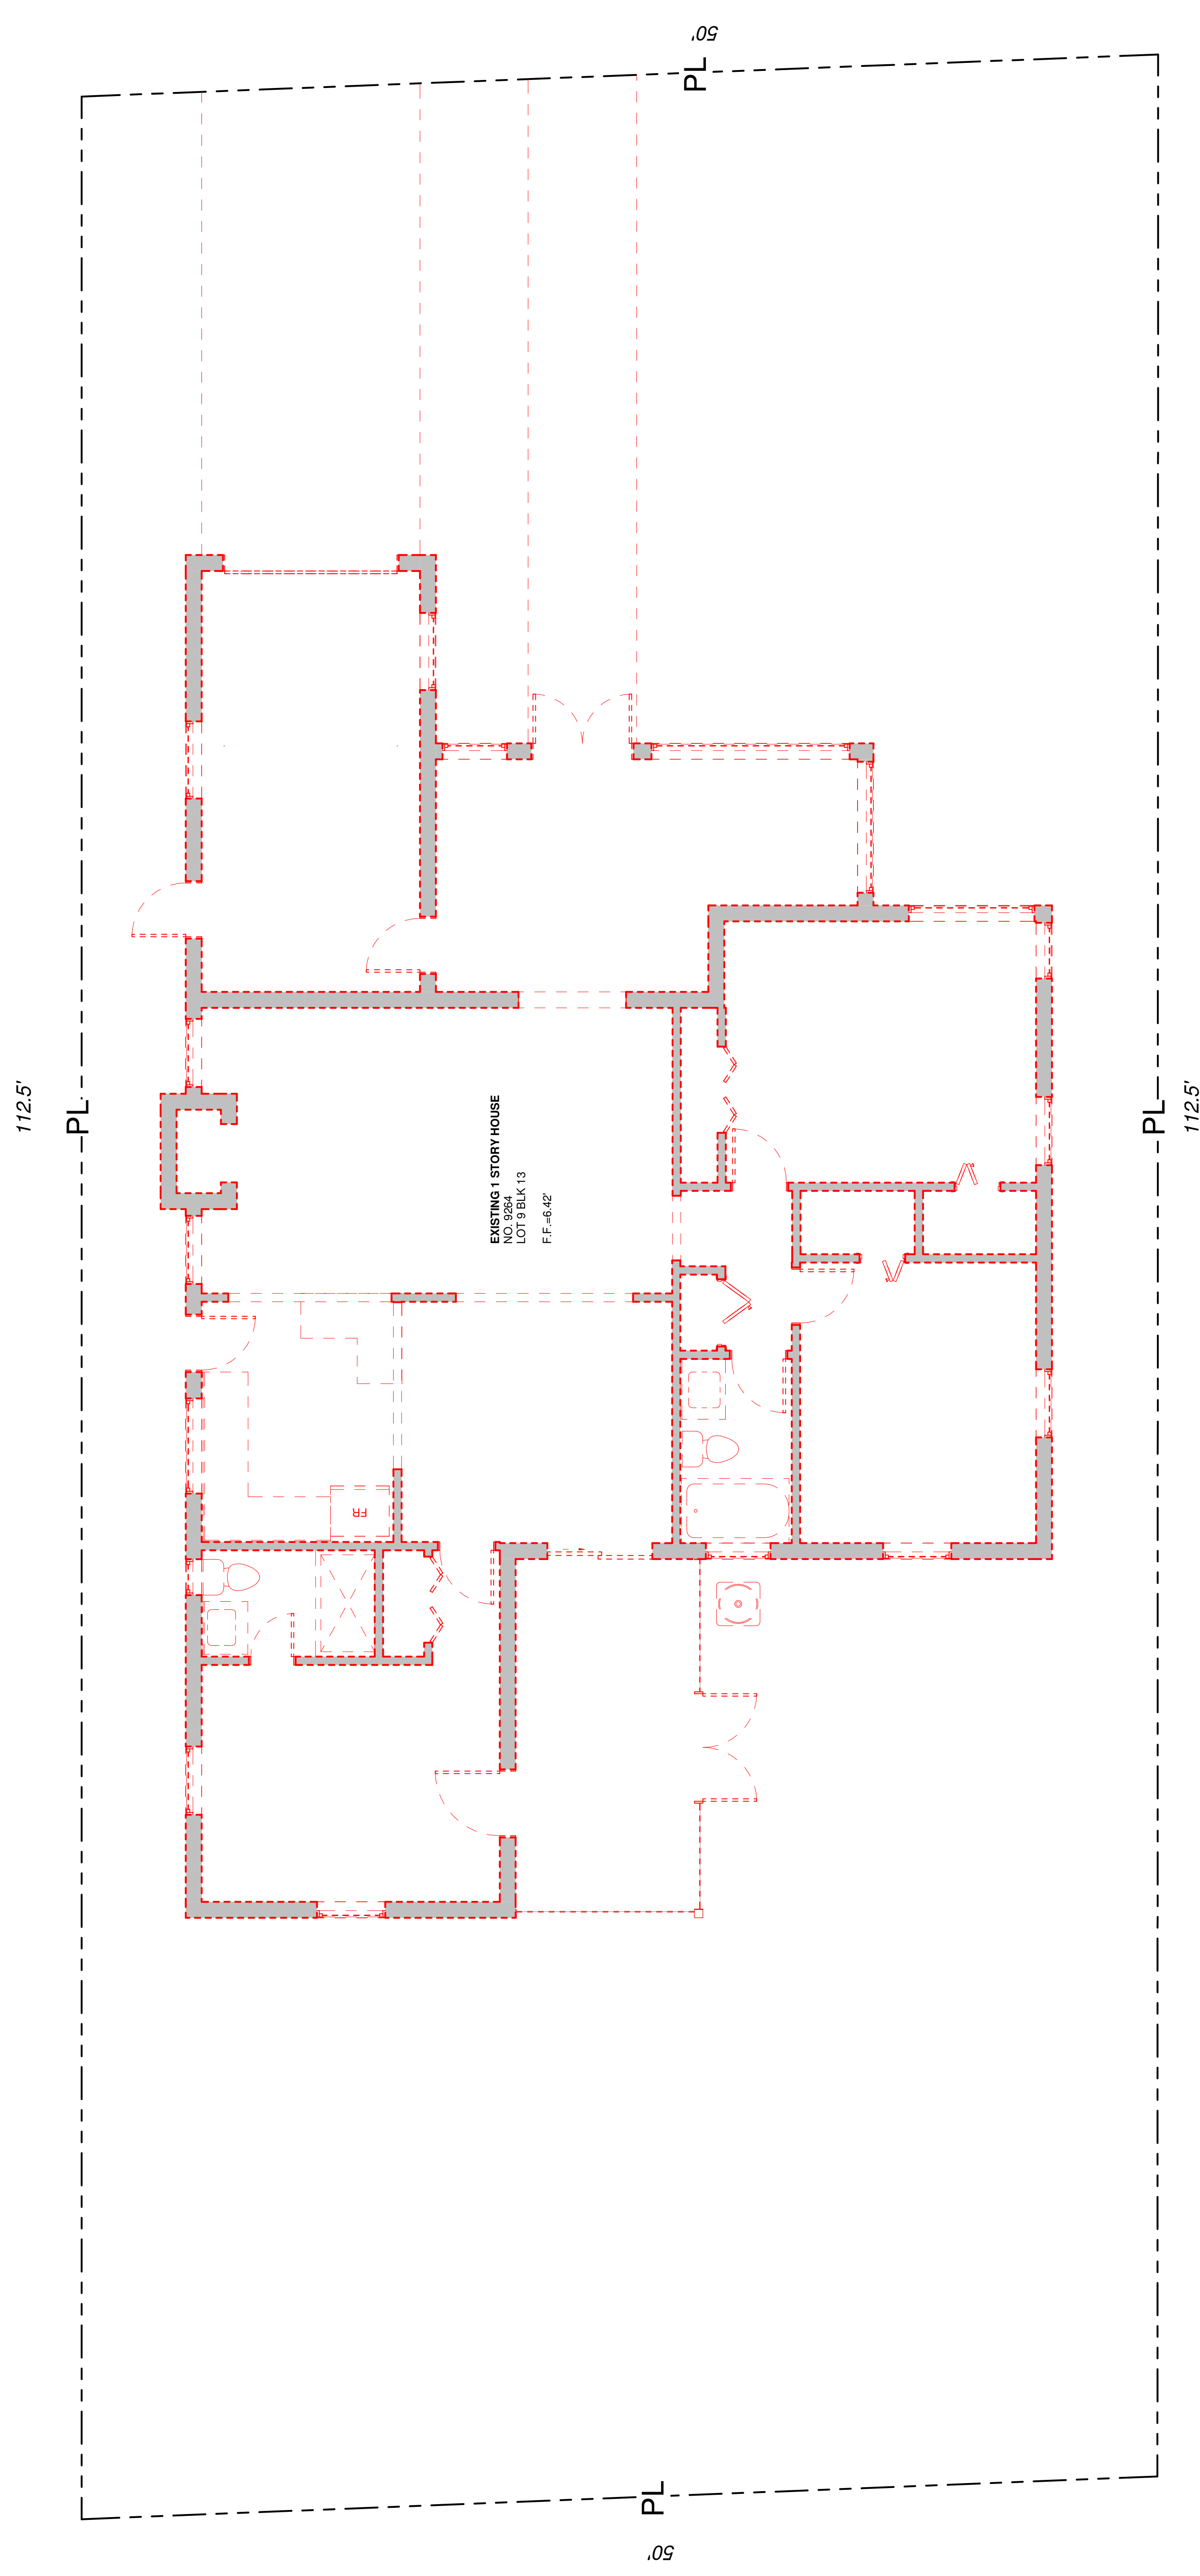 50'
PL
112.5'
PL
PL
112.5'
EXISTING 1 STORY HOUSE
NO. 9264
LOT 9 BLK 13
F.F.=6.42'
FR
PL
50'